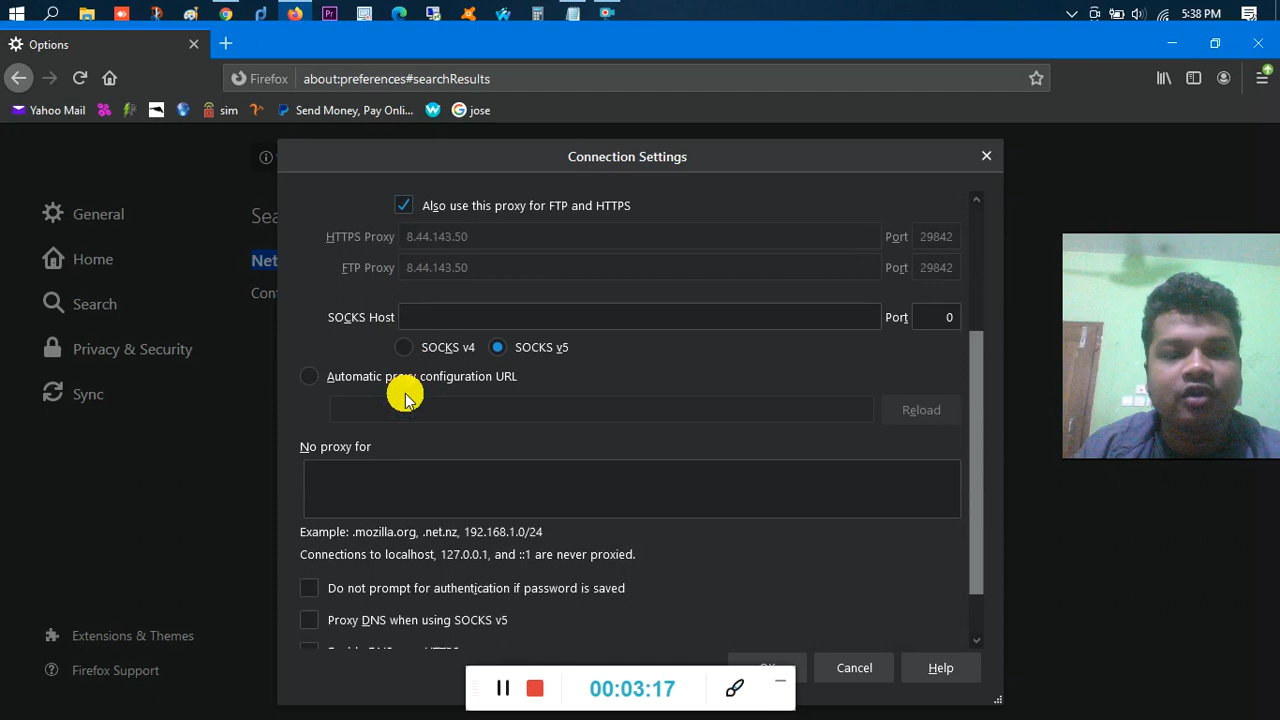 5:38 PM
Options
Firefox about:preferences#searchResults
Yahoo Mail sim Send Money, Pay Onli... jose
Connection Settings
General
Home
Search
Privacy & Security
Sync
Extensions & Themes
Firefox Support
Sea
Net
Con
Also use this proxy for FTP and HTTPS
HTTPS Proxy 8.44.143.50 Port 29842
FTP Proxy 8.44.143.50 Port 29842
SOCKS Host Port 0
SOCKS v4 SOCKS v5
Automatic proxy configuration URL
Reload
No proxy for
Example: .mozilla.org, .net.nz, 192.168.1.0/24
Connections to localhost, 127.0.0.1, and ::1 are never proxied.
Do not prompt for authentication if password is saved
Proxy DNS when using SOCKS v5
Cancel Help
00:03:17